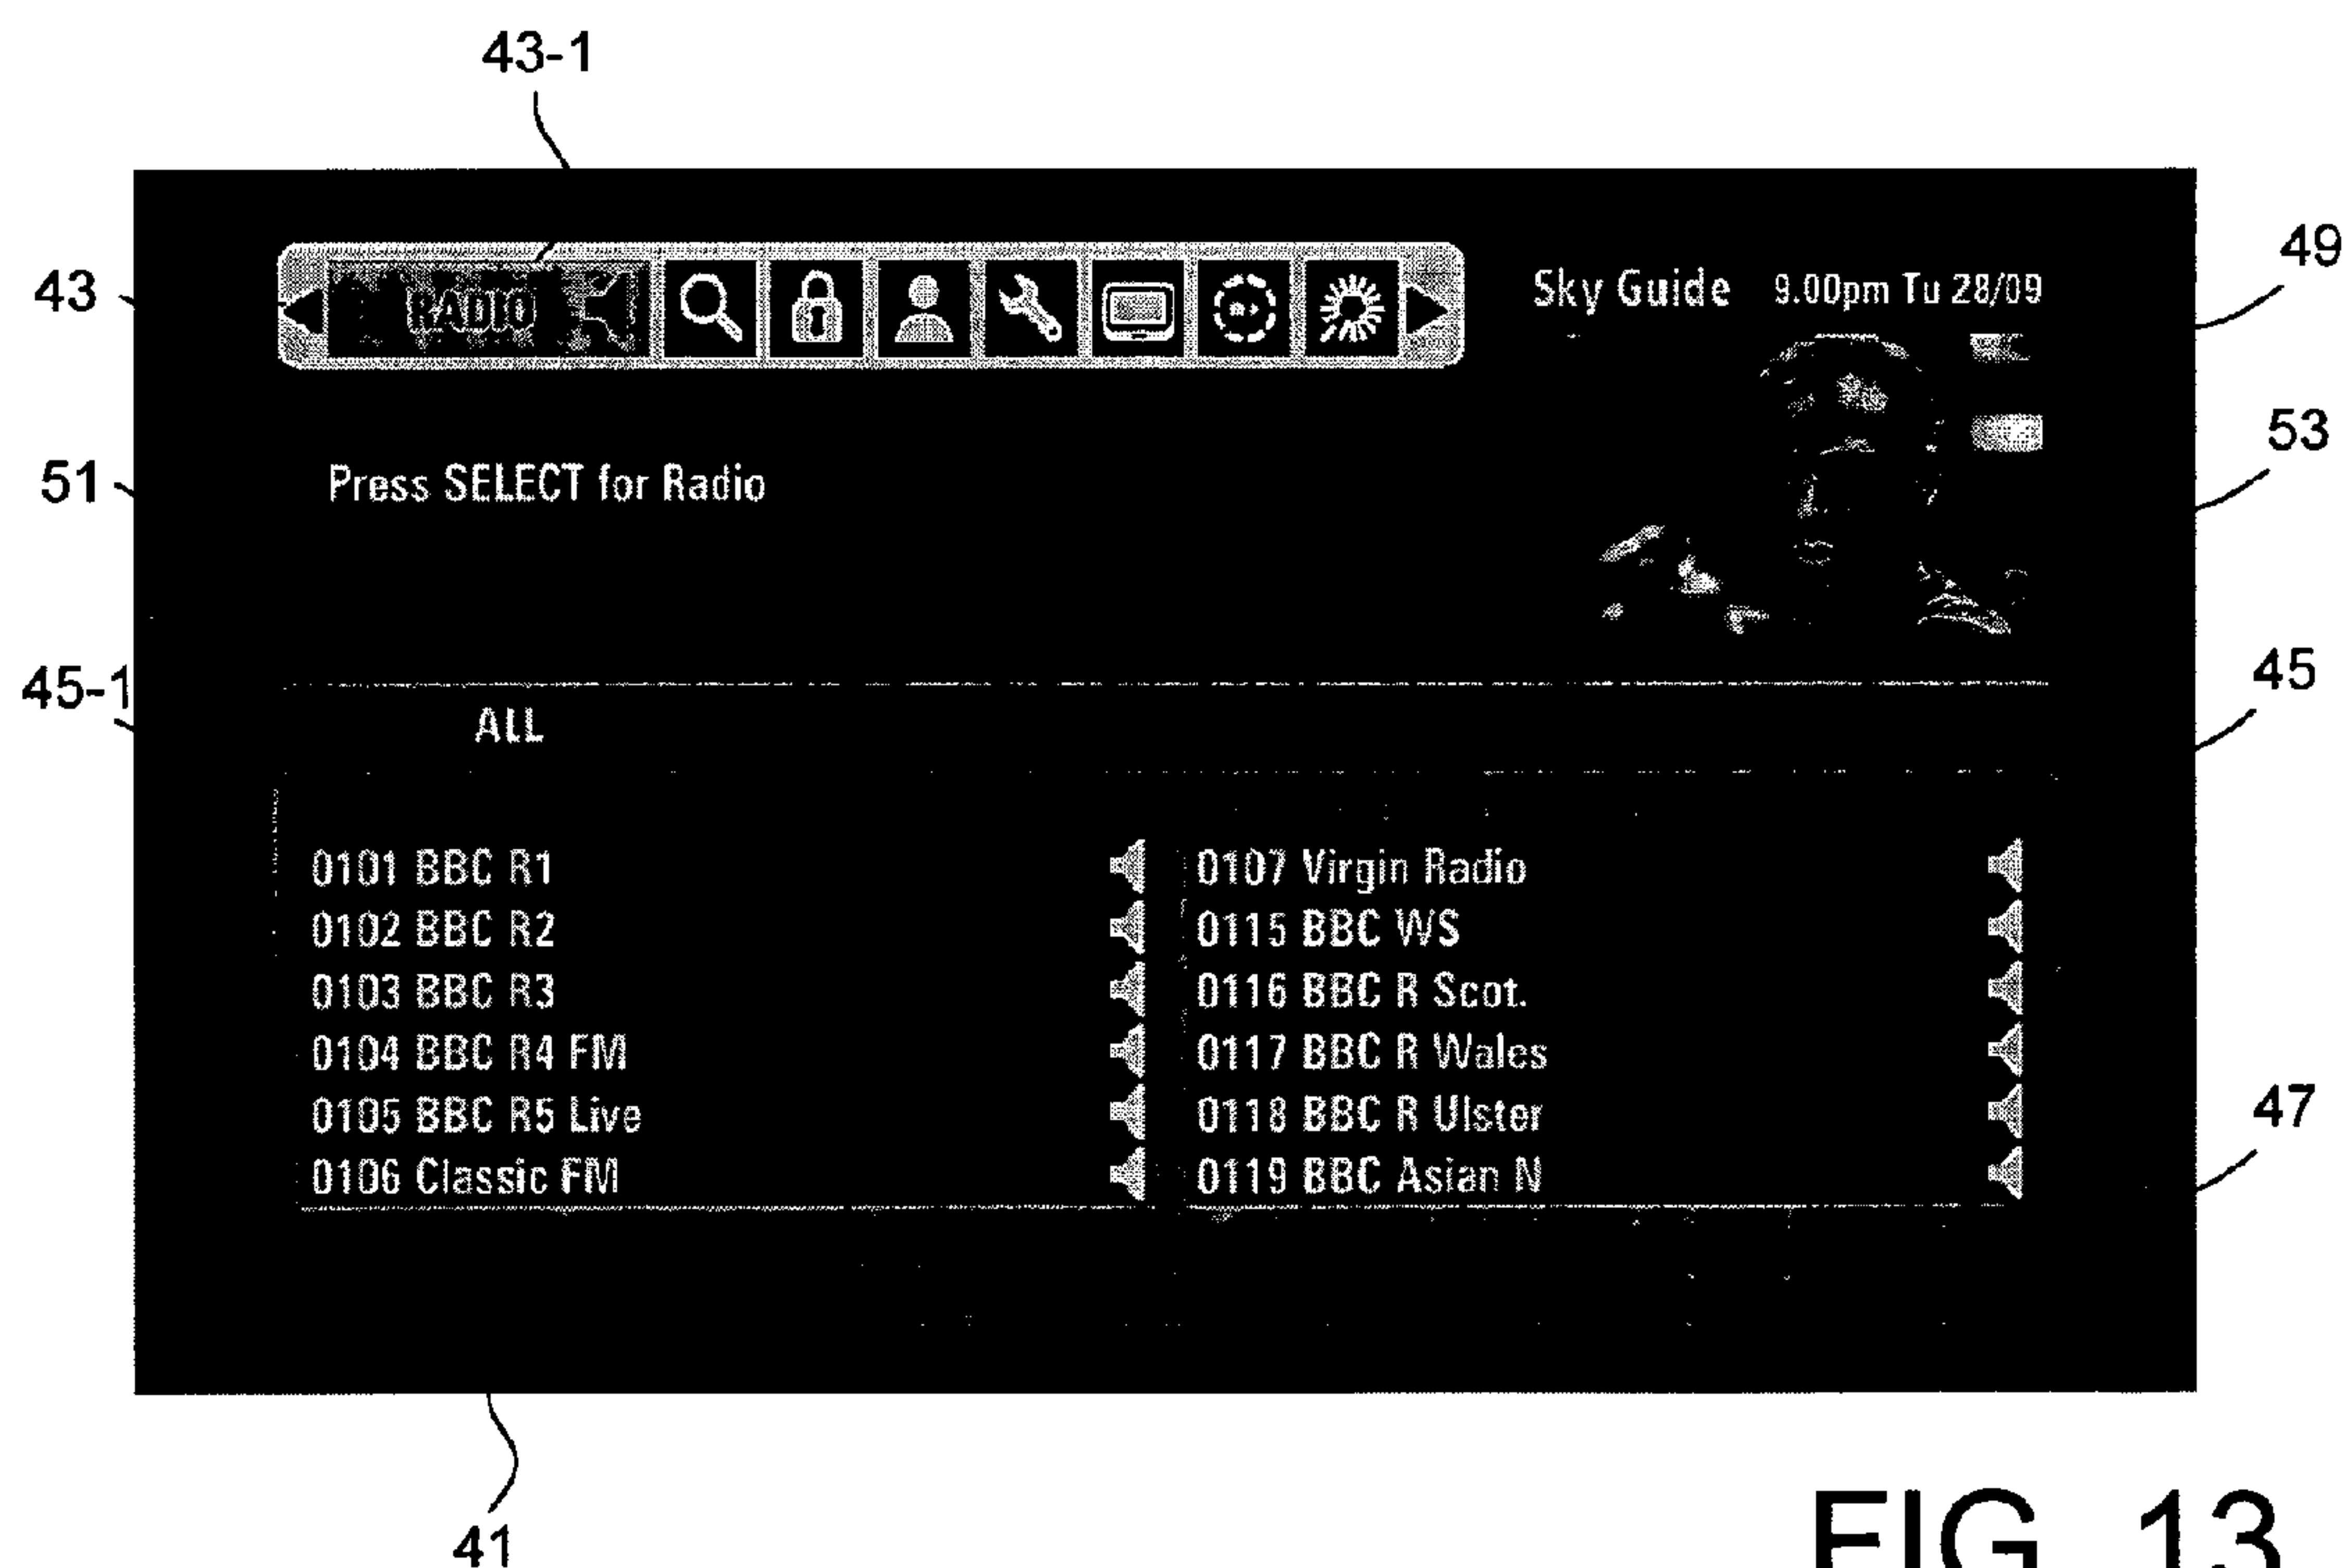 43-1
43
RADIO
Sky Guide 9.00pm Tu 28/09
49
51
Press SELECT for Radio
53
45-1
ALL
45
0101 BBC R1
0102 BBC R2
0103 BBC R3
0104 BBC R4 FM
0105 BBC R5 Live
0106 Classic FM
0107 Virgin Radio
0115 BBC WS
0116 BBC R Scot.
0117 BBC R Wales
0118 BBC R Ulster
0119 BBC Asian N
47
41
FIG. 13